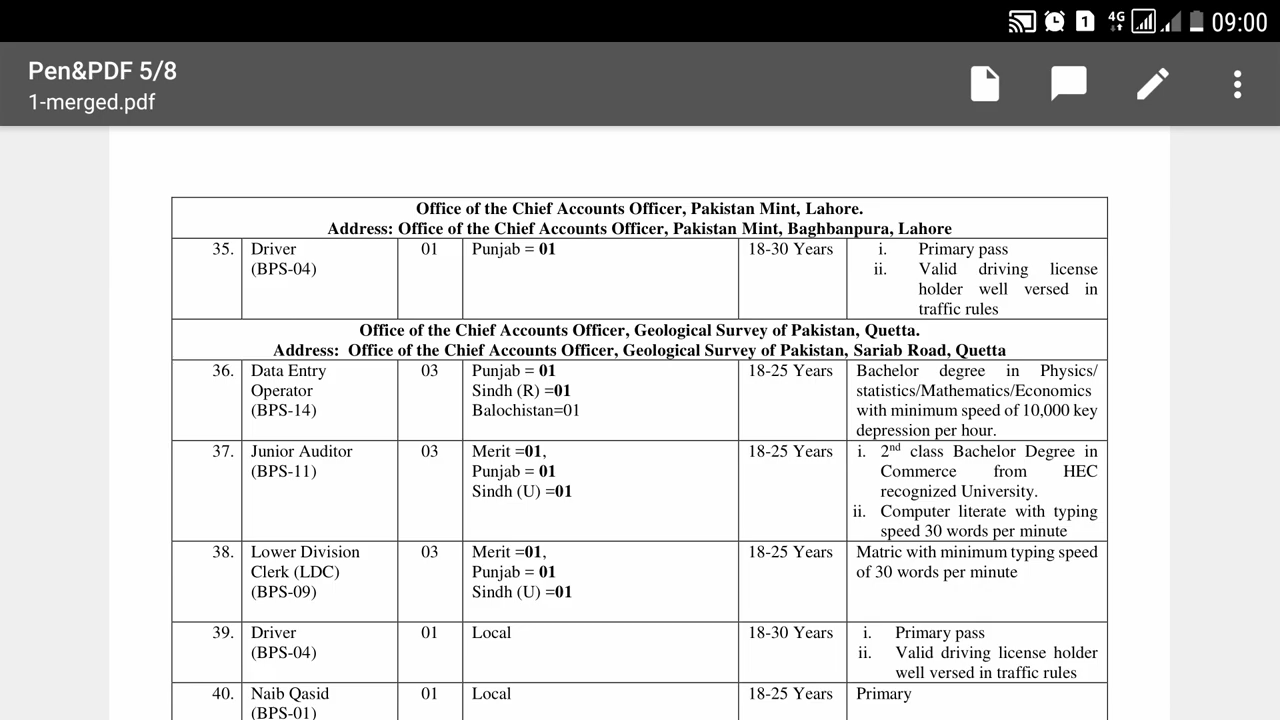 4G 1 09:00
Pen&PDF 5/8
1-merged.pdf
Office of the Chief Accounts Officer, Pakistan Mint, Lahore.
Address: Office of the Chief Accounts Officer, Pakistan Mint, Baghbanpura, Lahore
35. Driver 01 Punjab = 01 18-30 Years i. Primary pass
(BPS-04) ii. Valid driving license
holder well versed in
traffic rules
Office of the Chief Accounts Officer, Geological Survey of Pakistan, Quetta.
Address: Office of the Chief Accounts Officer, Geological Survey of Pakistan, Sariab Road, Quetta
36. Data Entry 03 Punjab = 01 18-25 Years Bachelor degree in Physics/
Operator Sindh (R) =01 statistics/Mathematics/Economics
(BPS-14) Balochistan=01 with minimum speed of 10,000 key
depression per hour.
37. Junior Auditor 03 Merit =01, 18-25 Years i. 2nd class Bachelor Degree in
(BPS-11) Punjab = 01 Commerce from HEC
Sindh (U) =01 recognized University.
ii. Computer literate with typing
speed 30 words per minute
38. Lower Division 03 Merit =01, 18-25 Years Matric with minimum typing speed
Clerk (LDC) Punjab = 01 of 30 words per minute
(BPS-09) Sindh (U) =01
39. Driver 01 Local 18-30 Years i. Primary pass
(BPS-04) ii. Valid driving license holder
well versed in traffic rules
40. Naib Qasid 01 Local 18-25 Years Primary
(BPS-01)